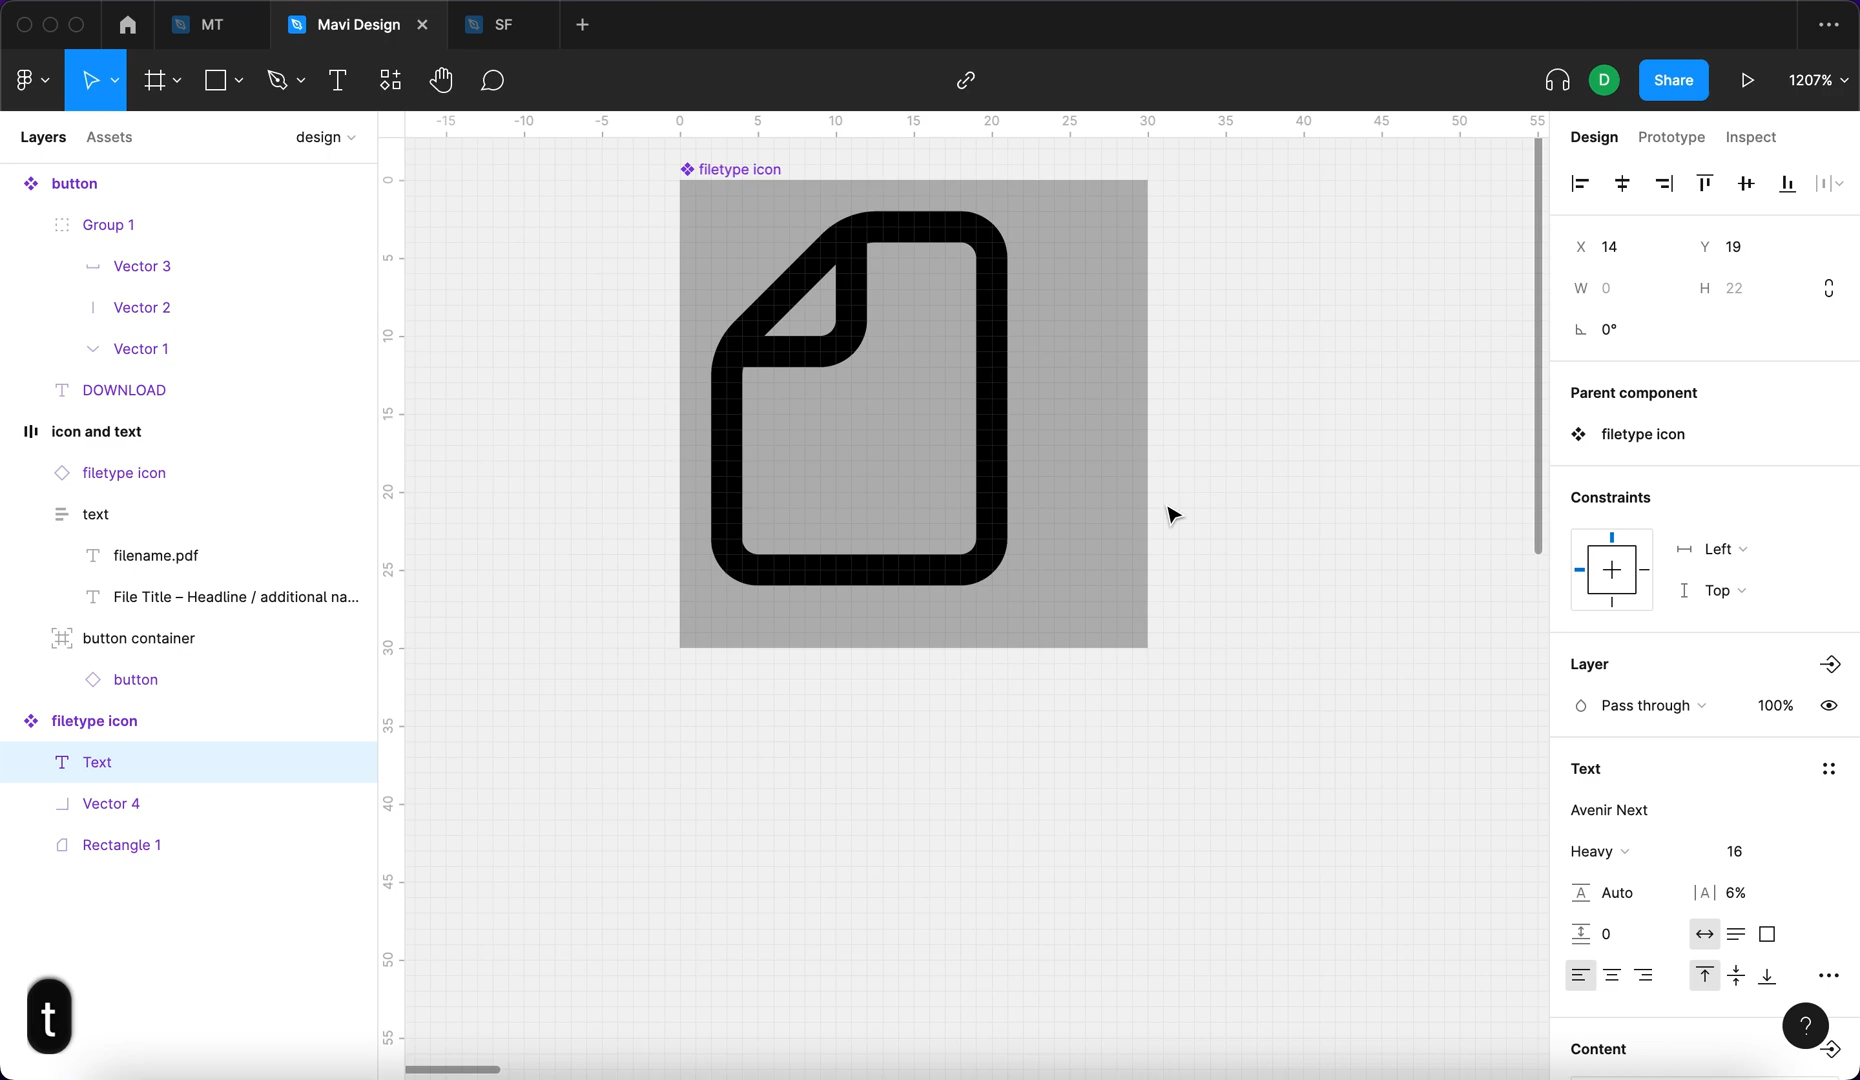 MT
Mavi Design
SF
D
Share
1207%
Layers
Assets
design
button
Group 1
Vector 3
Vector 2
Vector 1
DOWNLOAD
icon and text
filetype icon
text
filename.pdf
File Title – Headline / additional na...
button container
button
filetype icon
Text
Vector 4
Rectangle 1
t
-15 -10 -5 0 5 10 15 20 25 30 35 40 45 50 55
0
5
10
15
20
25
30
35
40
45
50
55
filetype icon
Design
Prototype
Inspect
X 14
Y 19
W 0
H 22
0°
Parent component
filetype icon
Constraints
Left
Top
Layer
Pass through
100%
Text
Avenir Next
Heavy
16
A Auto
|A| 6%
0
?
Content